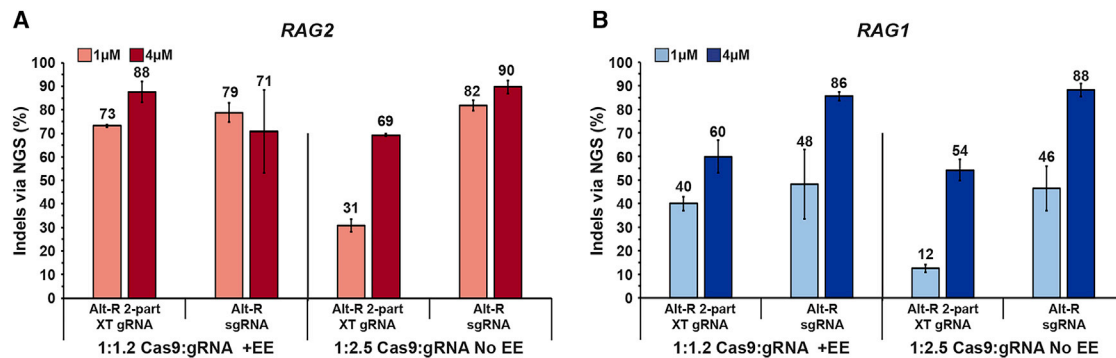 A
RAG2
1µM 4µM
Indels via NGS (%)
100
90
80
70
60
50
40
30
20
10
0
73
88
79
71
31
69
82
90
Alt-R 2-part
XT gRNA
Alt-R
sgRNA
Alt-R 2-part
XT gRNA
Alt-R
sgRNA
1:1.2 Cas9:gRNA +EE
1:2.5 Cas9:gRNA No EE
B
RAG1
1µM 4µM
Indels via NGS (%)
100
90
80
70
60
50
40
30
20
10
0
40
60
48
86
12
54
46
88
Alt-R 2-part
XT gRNA
Alt-R
sgRNA
Alt-R 2-part
XT gRNA
Alt-R
sgRNA
1:1.2 Cas9:gRNA +EE
1:2.5 Cas9:gRNA No EE